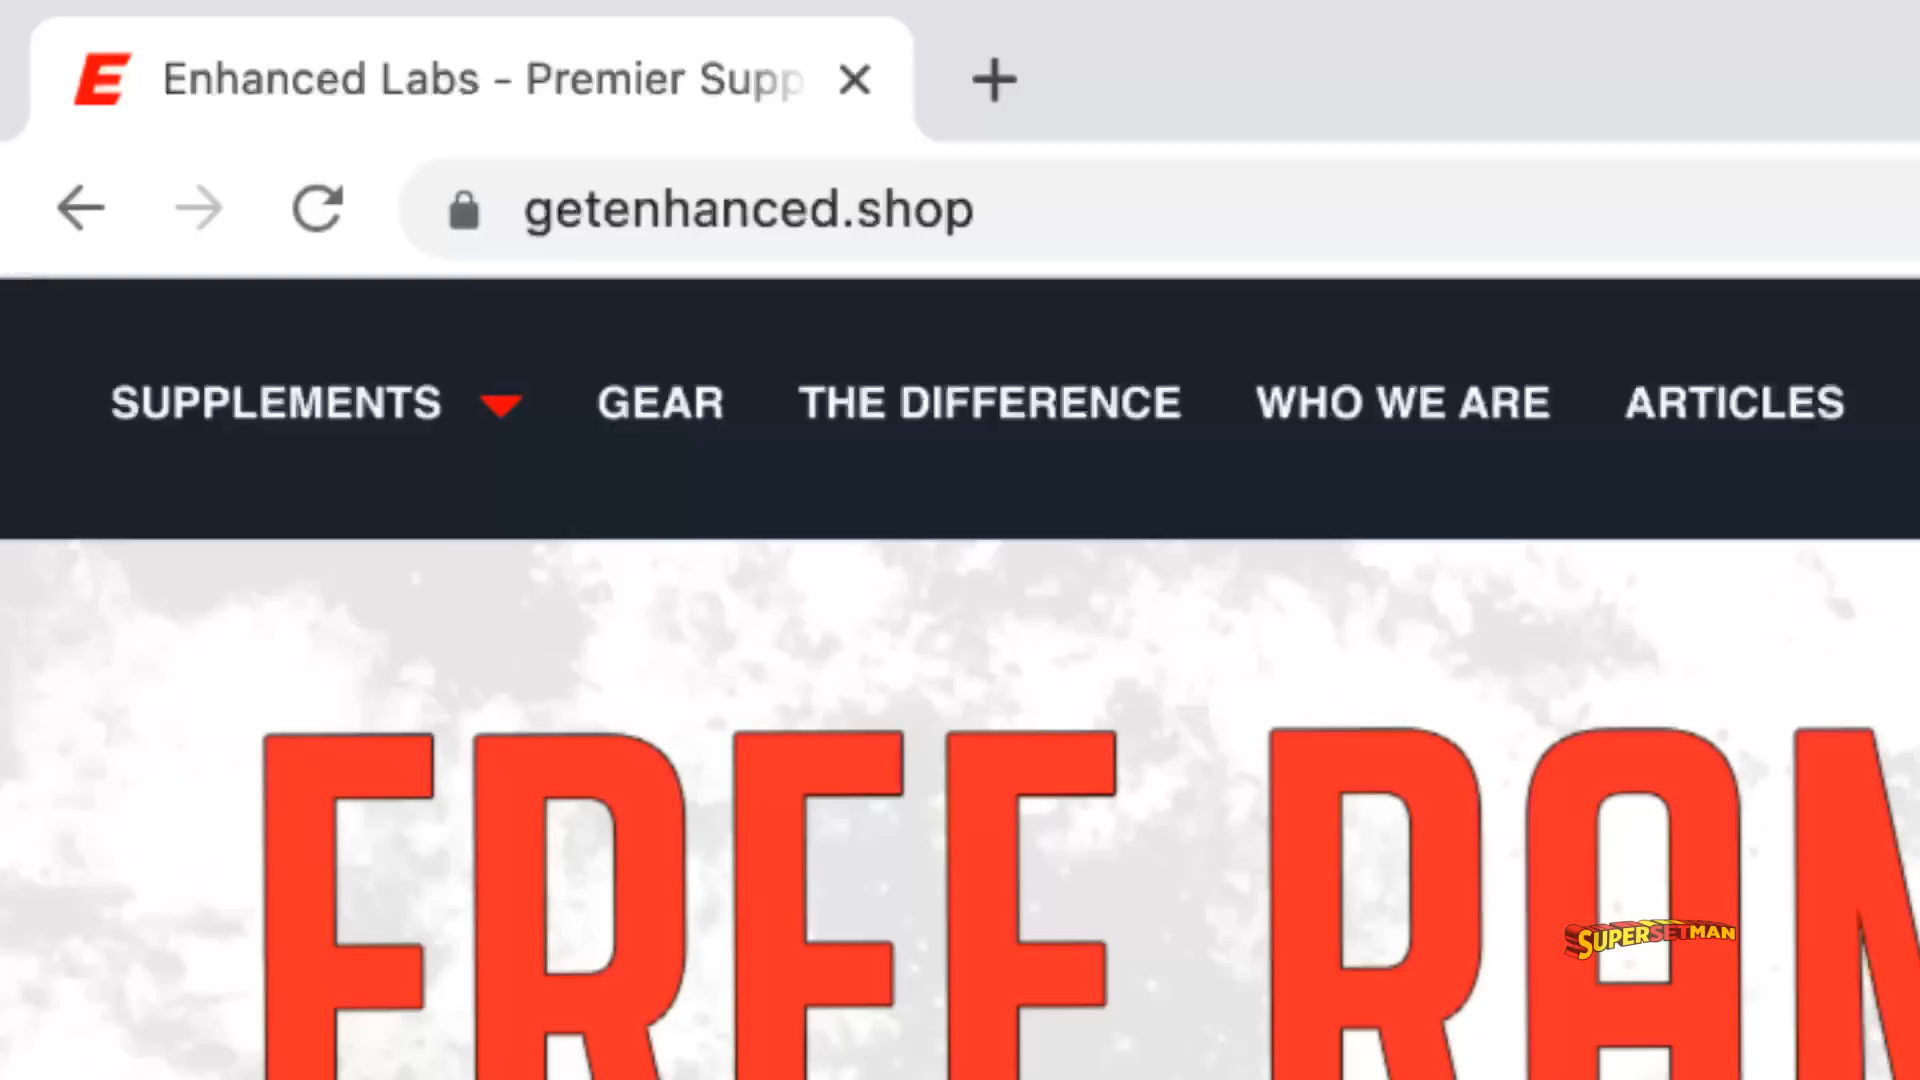 E Enhanced Labs - Premier Supp
getenhanced.shop
SUPPLEMENTS GEAR THE DIFFERENCE WHO WE ARE ARTICLES
FREE
SUPERSETMAN